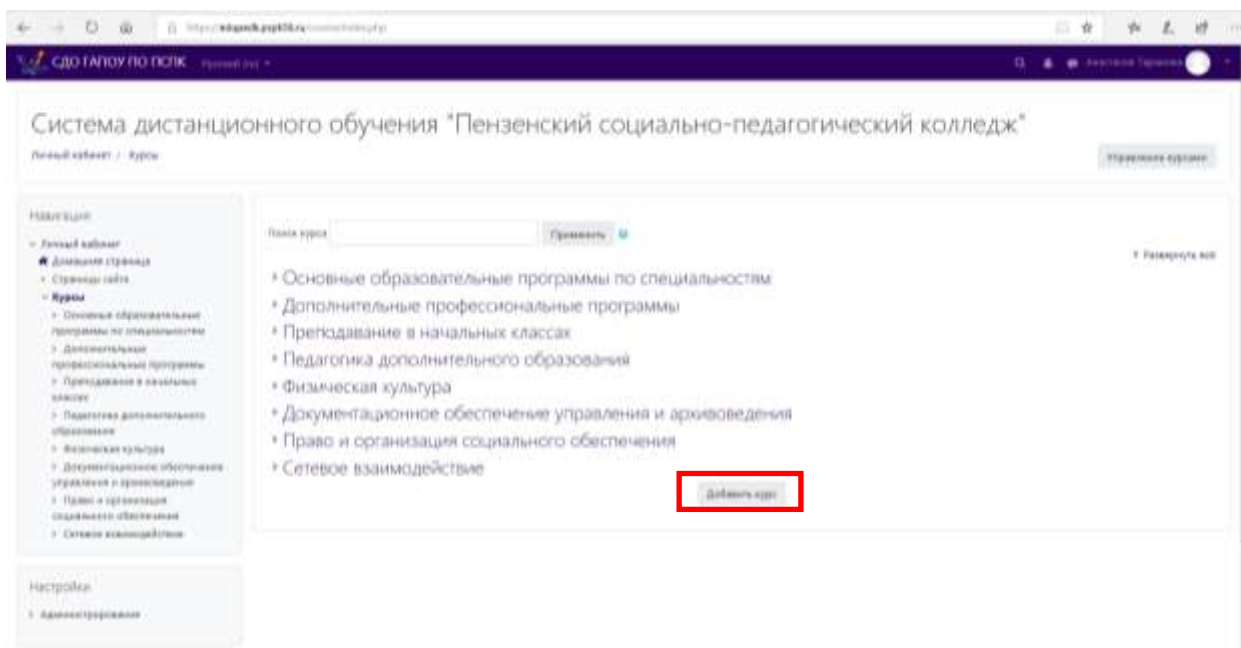 СДО ГАПОУ ПО ПСПК Русский (ru)
Система дистанционного обучения "Пензенский социально-педагогический колледж"
Личный кабинет / Курсы
Управление курсами
Навигация
Личный кабинет
Домашняя страница
Страницы сайта
Курсы
Основные образовательные
программы по специальностям
Дополнительные
профессиональные программы
Преподавание в начальных
классах
Педагогика дополнительного
образования
Физическая культура
Документационное обеспечение
управления и архивоведения
Право и организация
социального обеспечения
Сетевое взаимодействие
Настройки
Администрирование
Поиск курса
Применить
Развернуть всё
Основные образовательные программы по специальностям
Дополнительные профессиональные программы
Преподавание в начальных классах
Педагогика дополнительного образования
Физическая культура
Документационное обеспечение управления и архивоведения
Право и организация социального обеспечения
Сетевое взаимодействие
Добавить курс